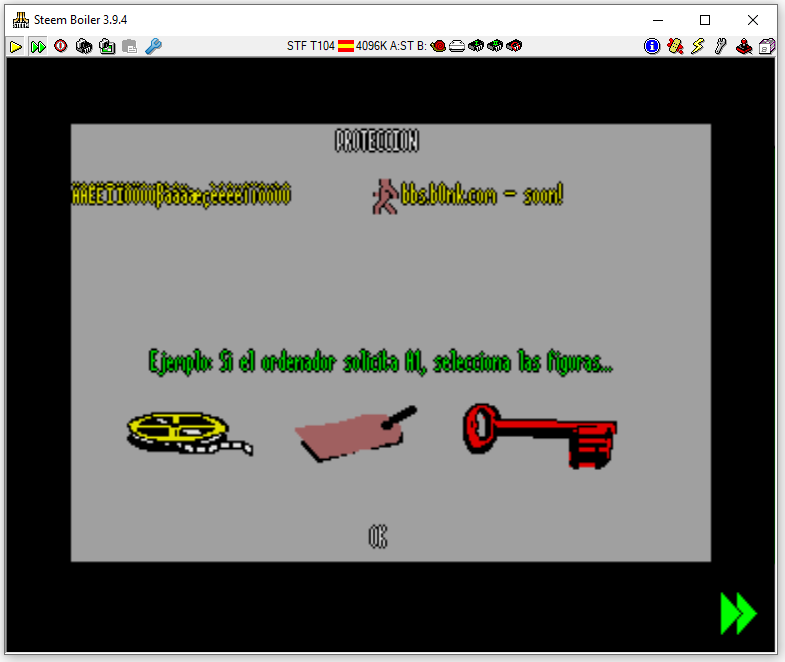 Steem Boiler 3.9.4
STF T104 4096K A:ST B:
PROTECCION
bbs.b0nk.com - soon!
Ejemplo: Si el ordenador solicita A1, selecciona las figuras...
OK